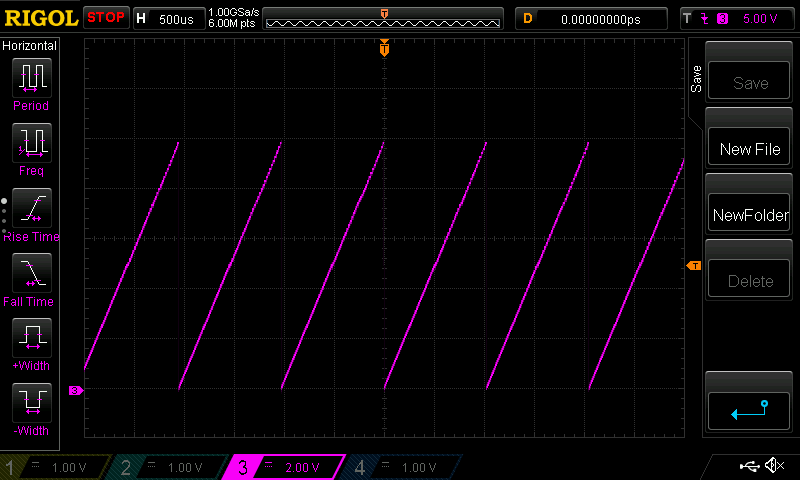 RIGOL STOP H 500us 1.00GSa/s
6.00M pts
T D 0.00000000ps T 3 5.00 V
Horizontal
Period
Freq
Rise Time
Fall Time
+Width
-Width
T
T
3
Save
Save
New File
NewFolder
Delete
1 1.00 V 2 1.00 V 3 2.00 V 4 1.00 V